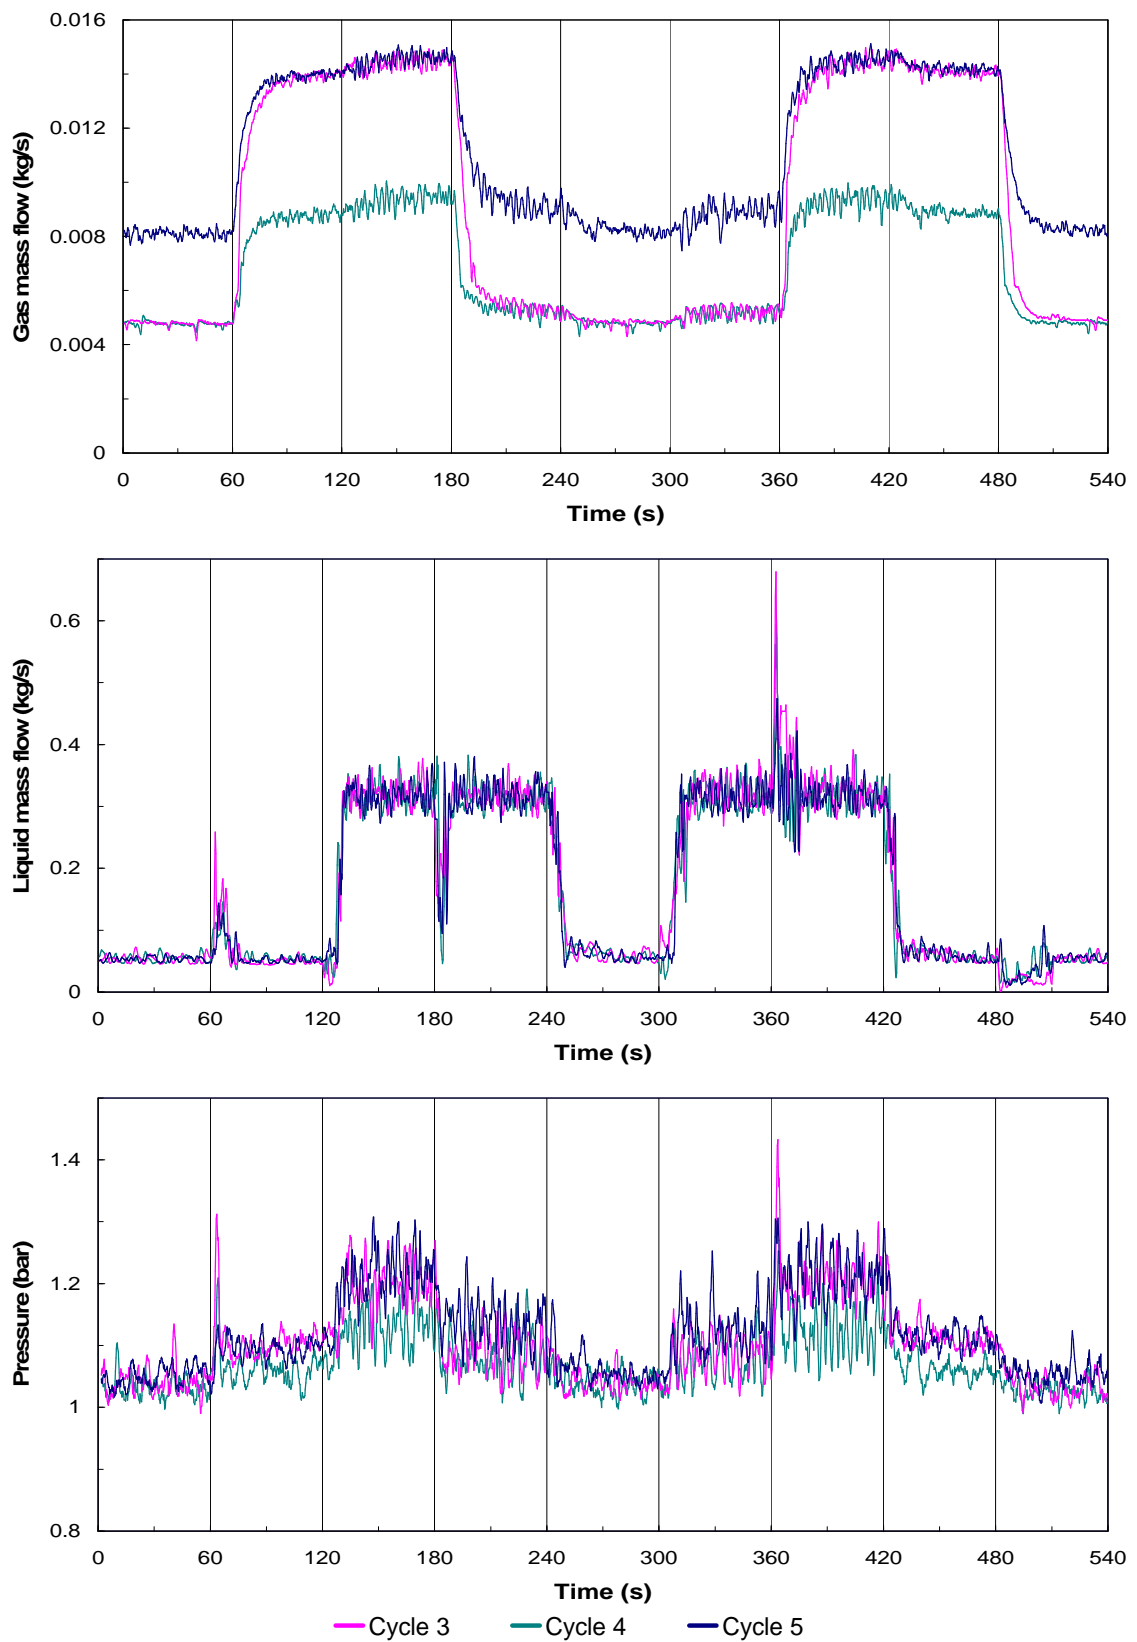 0.016
0.012
0.008
0.004
0
Gas mass flow (kg/s)
0 60 120 180 240 300 360 420 480 540
Time (s)
0.6
0.4
0.2
0
Liquid mass flow (kg/s)
0 60 120 180 240 300 360 420 480 540
Time (s)
1.4
1.2
1
0.8
Pressure (bar)
0 60 120 180 240 300 360 420 480 540
Time (s)
Cycle 3 Cycle 4 Cycle 5